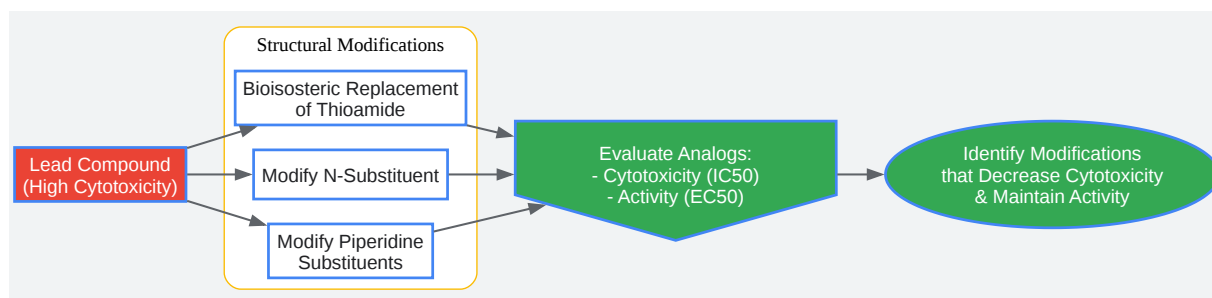 Structural Modifications
Bioisosteric Replacement
of Thioamide
Lead Compound
(High Cytotoxicity)
Modify N-Substituent
Modify Piperidine
Substituents
Evaluate Analogs:
- Cytotoxicity (IC50)
- Activity (EC50)
Identify Modifications
that Decrease Cytotoxicity
& Maintain Activity